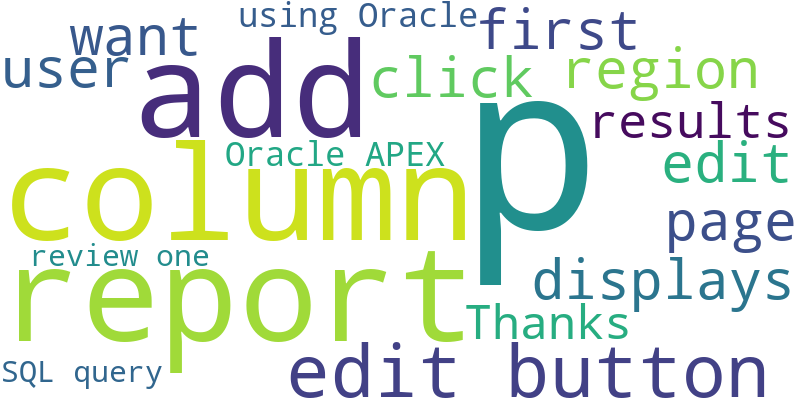 using Oracle
want
first
user
add
click
region
p
results
Oracle APEX
edit
column
page
review one
report
displays
Thanks
SQL query
edit button